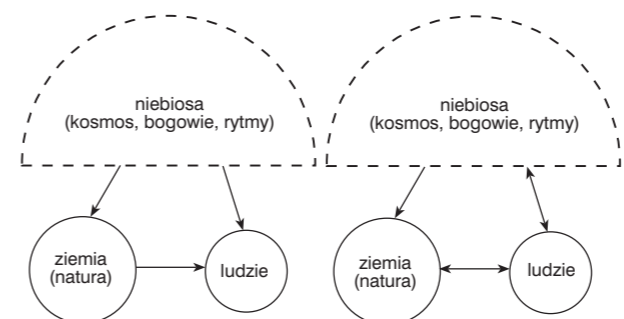 niebiosa
(kosmos, bogowie, rytmy)
ziemia
(natura)
ludzie
niebiosa
(kosmos, bogowie, rytmy)
ziemia
(natura)
ludzie